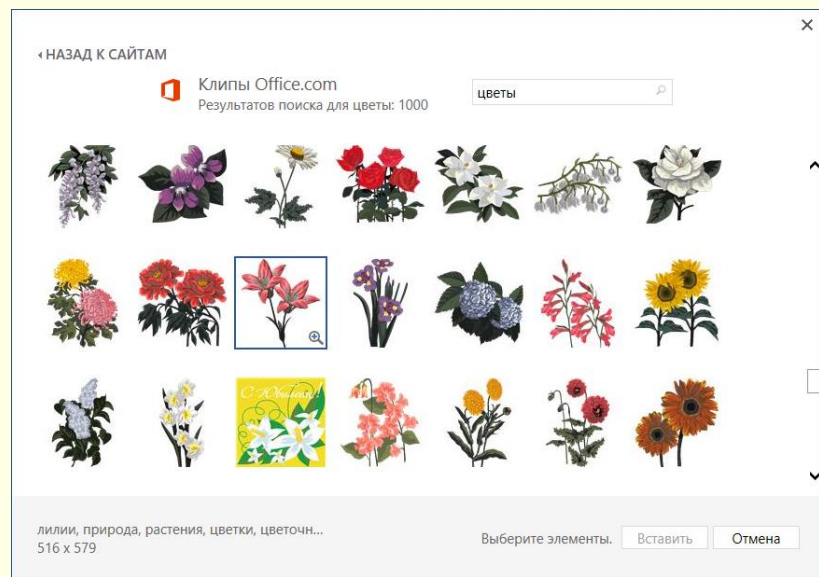 НАЗАД К САЙТАМ
Клипы Office.com
Результатов поиска для цветы: 1000
цветы
С Юбилеем!
лилии, природа, растения, цветки, цветочн...
516 x 579
Выберите элементы.
Вставить
Отмена